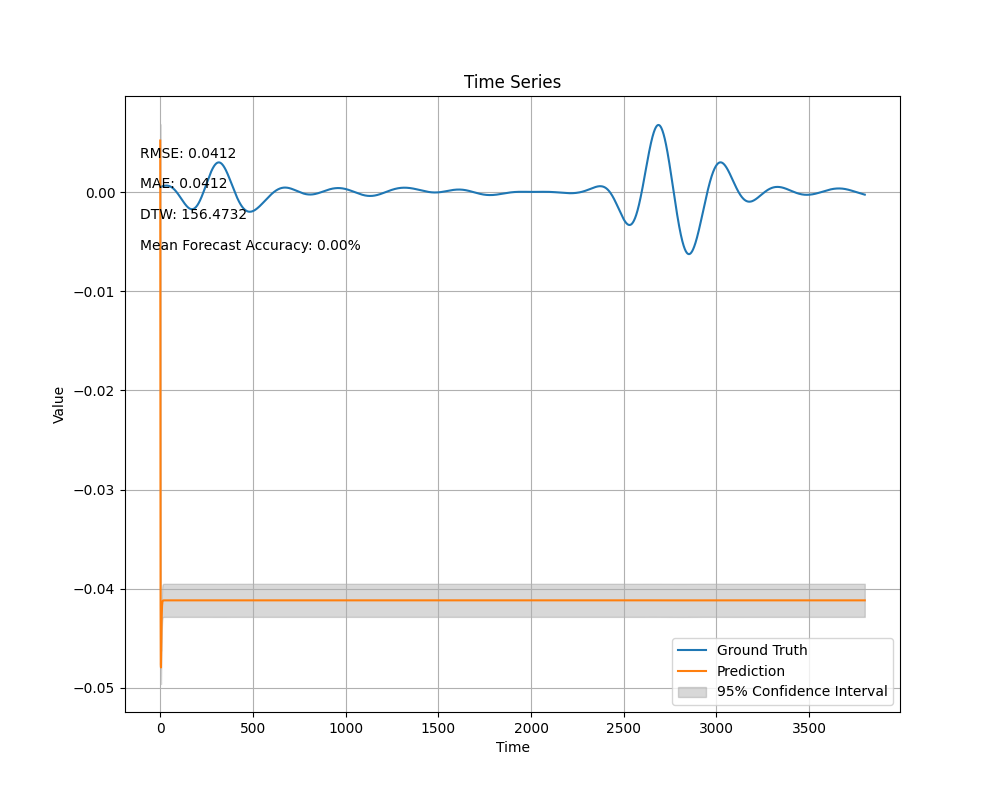 Time Series
RMSE: 0.0412
MAE: 0.0412
DTW: 156.4732
Mean Forecast Accuracy: 0.00%
0.00
−0.01
−0.02
−0.03
−0.04
−0.05
Value
Ground Truth
Prediction
95% Confidence Interval
0 500 1000 1500 2000 2500 3000 3500
Time